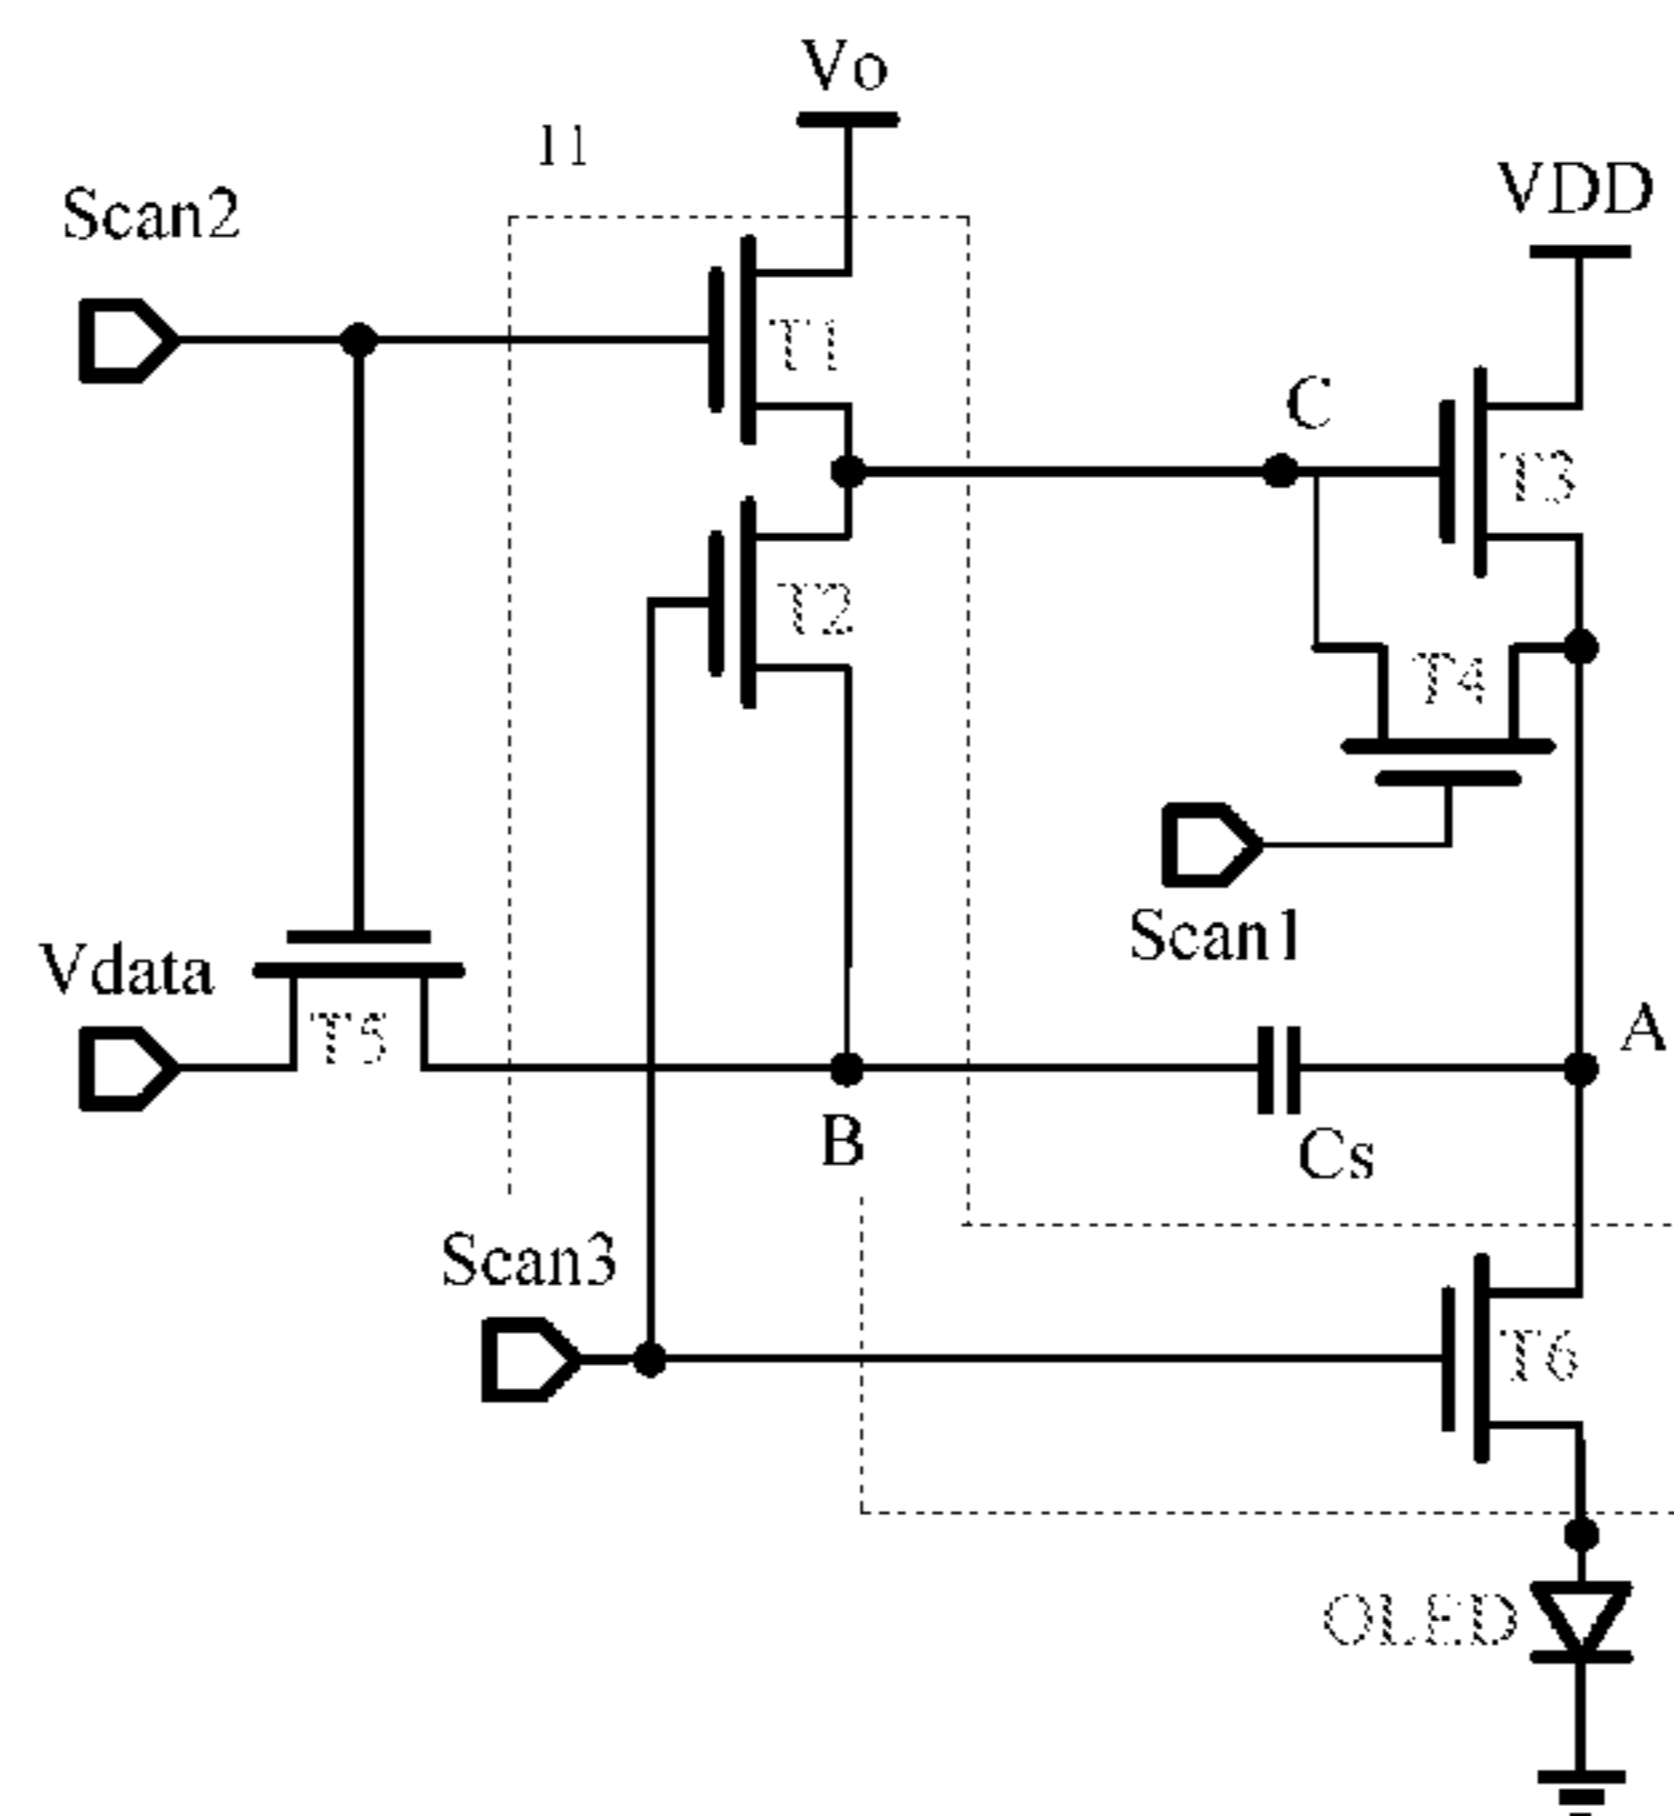 Vo
11
VDD
Scan2
T1
C
T3
T2
T4
Scan1
Vdata
T5
A
B
Cs
Scan3
T6
OLED